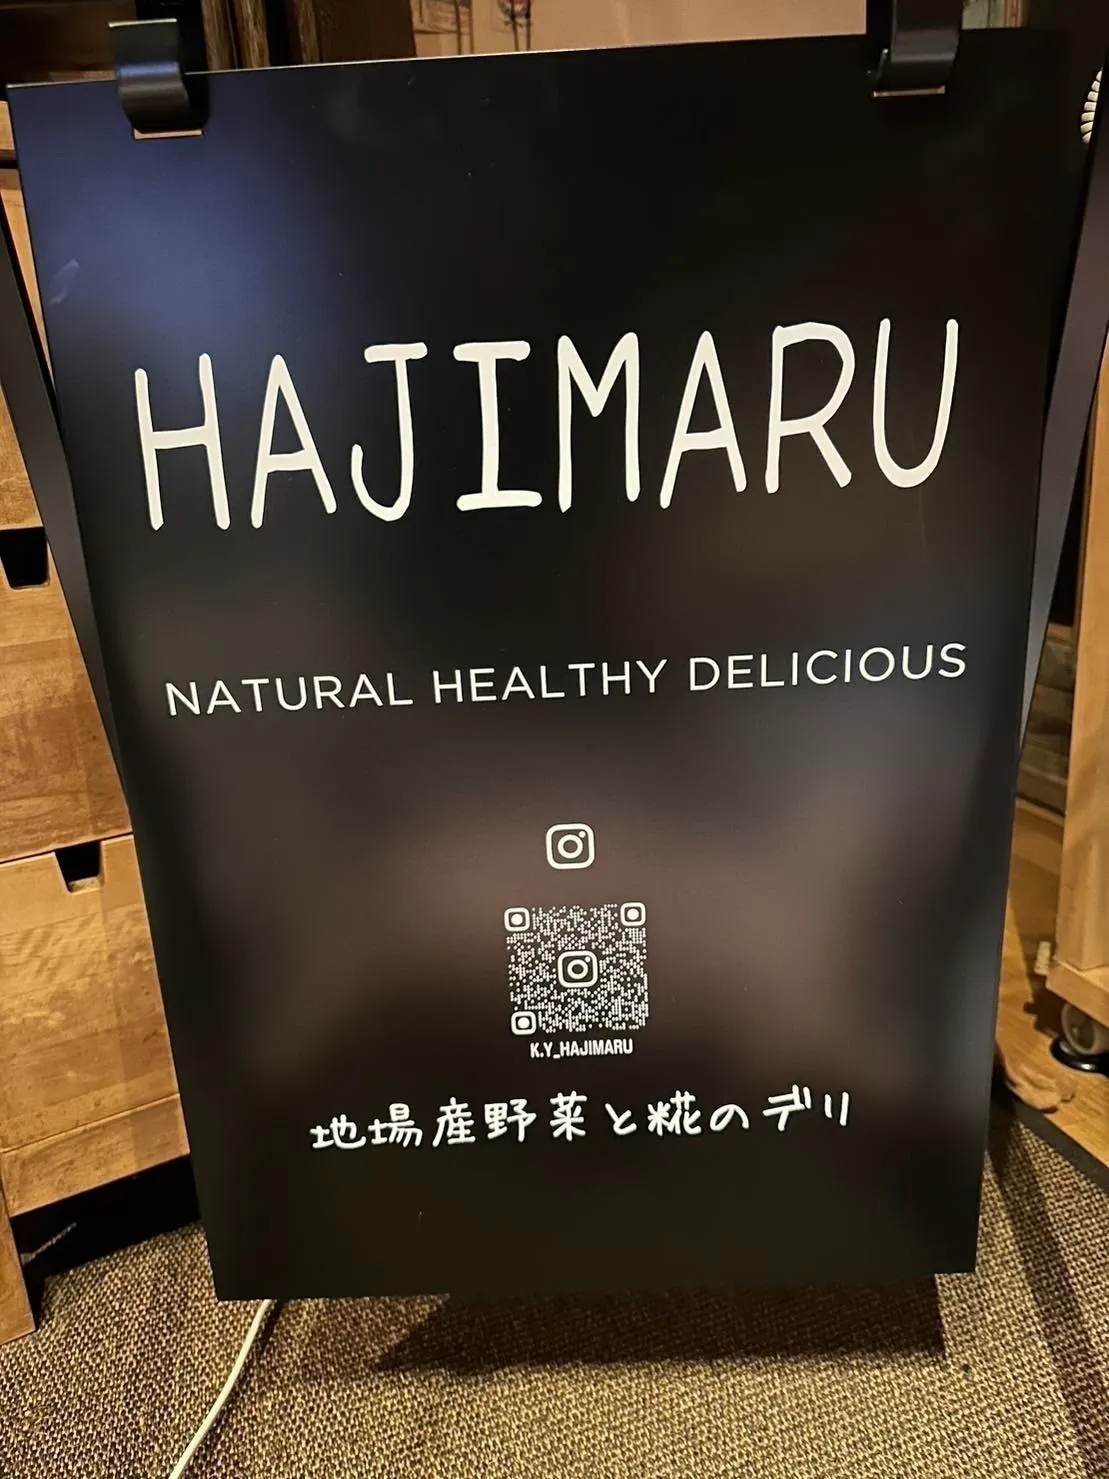 HAJIMARU
NATURAL HEALTHY DELICIOUS
K.Y_HAJIMARU
地場産野菜と糀のデリ